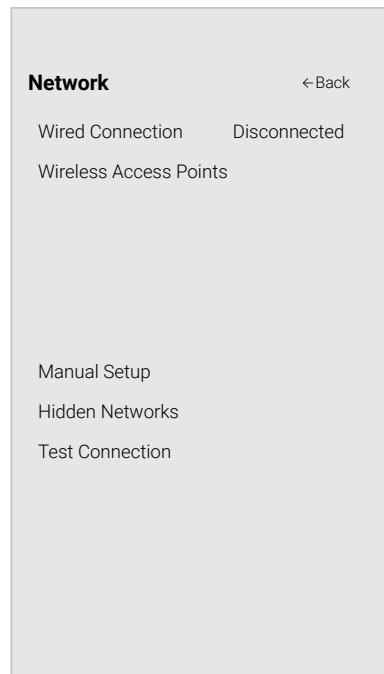 Network ←Back
Wired Connection Disconnected
Wireless Access Points
Manual Setup
Hidden Networks
Test Connection